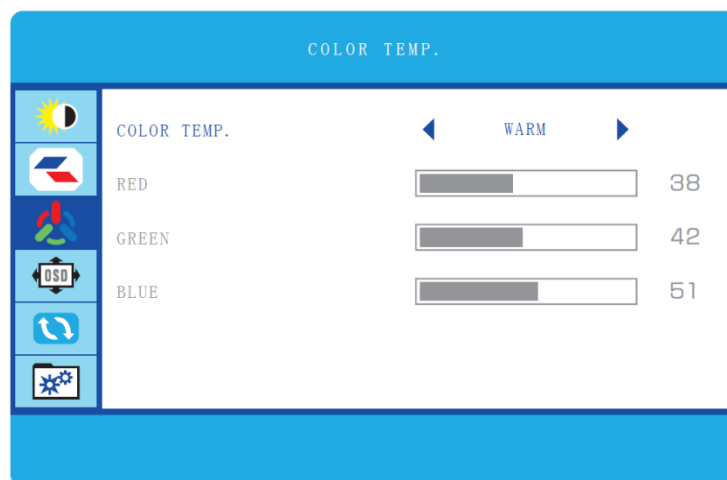 COLOR TEMP.
COLOR TEMP. WARM
RED 38
GREEN 42
OSD
BLUE 51